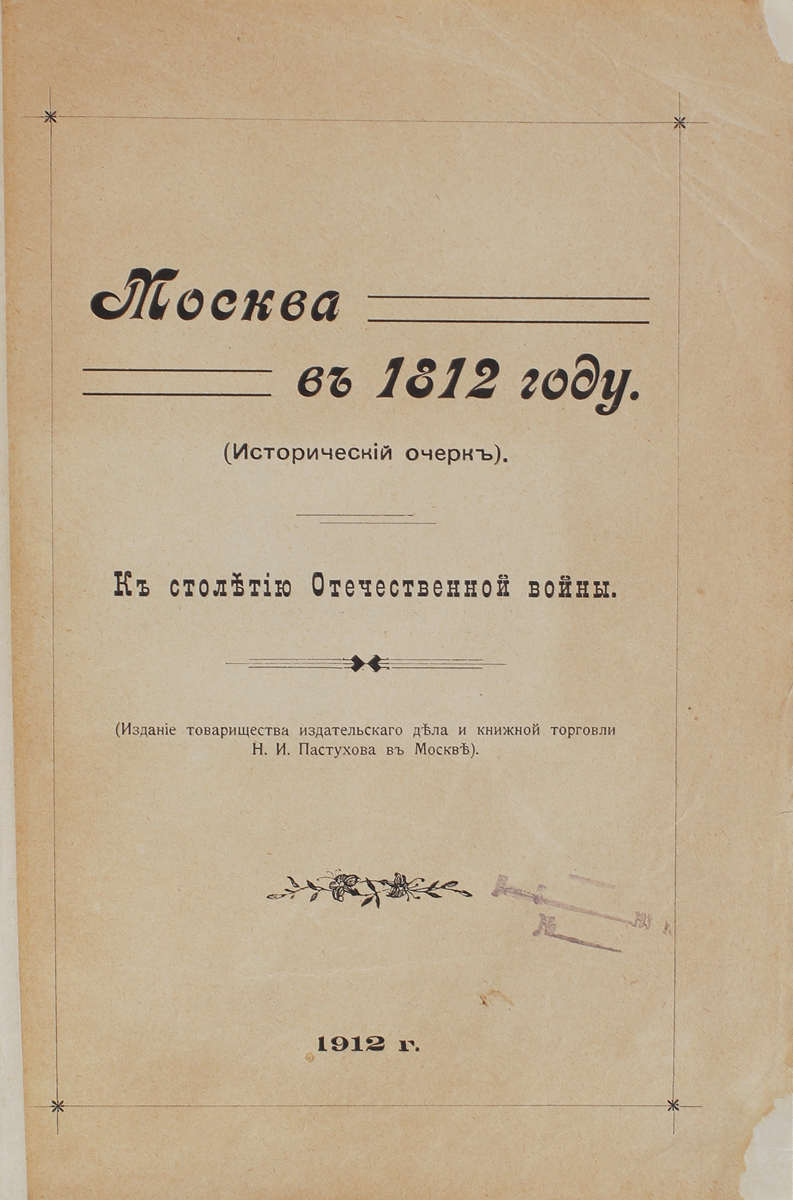 Москва
въ 1812 году.
(Историческій очеркъ).
Къ столѣтію Отечественной войны.
(Изданіе товарищества издательскаго дѣла и книжной торговли
Н. И. Пастухова въ Москвѣ).
№
1912 г.